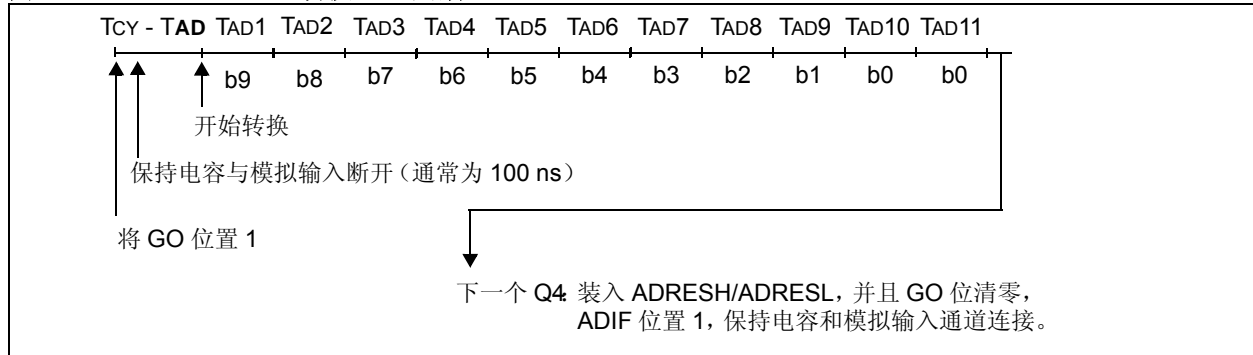 TCY - TAD TAD1 TAD2 TAD3 TAD4 TAD5 TAD6 TAD7 TAD8 TAD9 TAD10 TAD11
b9 b8 b7 b6 b5 b4 b3 b2 b1 b0 b0
开始转换
保持电容与模拟输入断开（通常为 100 ns）
将 GO 位置 1
下一个 Q4: 装入 ADRESH/ADRESL，并且 GO 位清零，
ADIF 位置 1，保持电容和模拟输入通道连接。